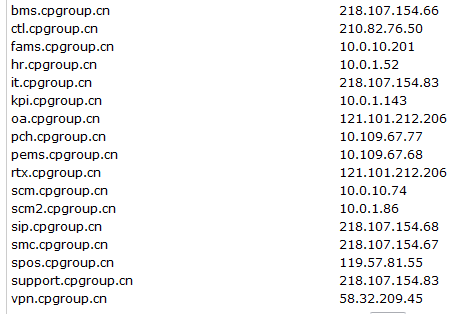 bms.cpgroup.cn 218.107.154.66
ctl.cpgroup.cn 210.82.76.50
fams.cpgroup.cn 10.0.10.201
hr.cpgroup.cn 10.0.1.52
it.cpgroup.cn 218.107.154.83
kpi.cpgroup.cn 10.0.1.143
oa.cpgroup.cn 121.101.212.206
pch.cpgroup.cn 10.109.67.77
pems.cpgroup.cn 10.109.67.68
rtx.cpgroup.cn 121.101.212.206
scm.cpgroup.cn 10.0.10.74
scm2.cpgroup.cn 10.0.1.86
sip.cpgroup.cn 218.107.154.68
smc.cpgroup.cn 218.107.154.67
spos.cpgroup.cn 119.57.81.55
support.cpgroup.cn 218.107.154.83
vpn.cpgroup.cn 58.32.209.45